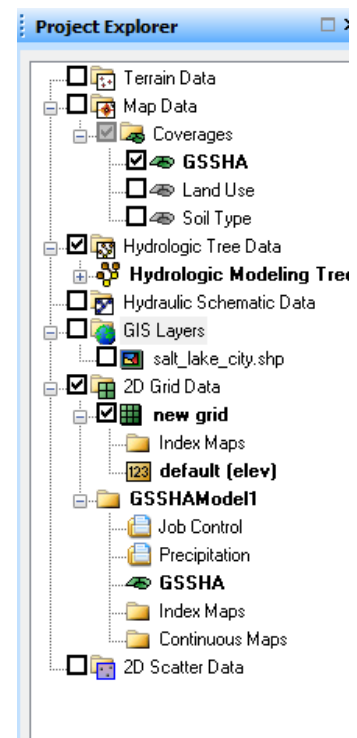 Project Explorer
Terrain Data
Map Data
Coverages
GSSHA
Land Use
Soil Type
Hydrologic Tree Data
Hydrologic Modeling Tree
Hydraulic Schematic Data
GIS Layers
salt_lake_city.shp
2D Grid Data
new grid
Index Maps
123 default (elev)
GSSHAModel1
Job Control
Precipitation
GSSHA
Index Maps
Continuous Maps
2D Scatter Data